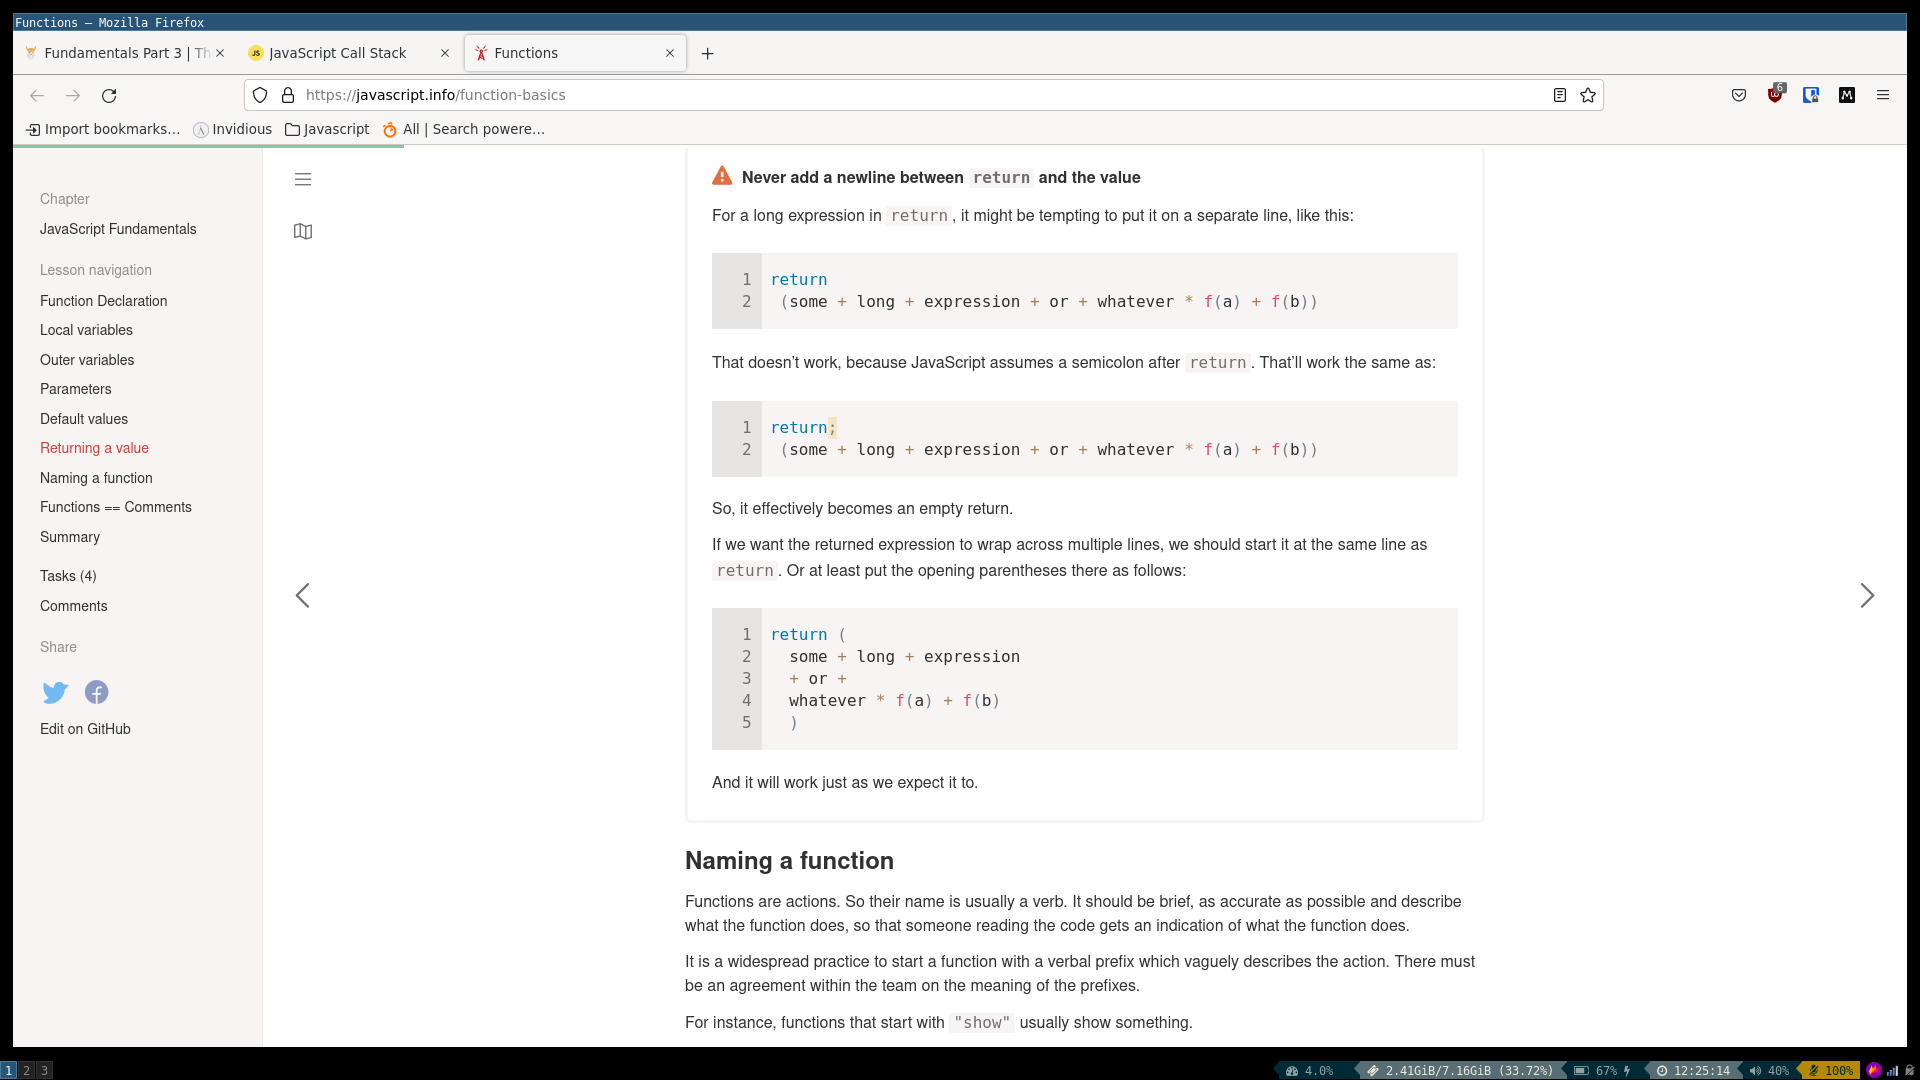 Functions — Mozilla Firefox
Fundamentals Part 3 | Th
JavaScript Call Stack
Functions
https://javascript.info/function-basics
6
Import bookmarks...
Invidious
Javascript
All | Search powere...
Chapter
JavaScript Fundamentals
Lesson navigation
Function Declaration
Local variables
Outer variables
Parameters
Default values
Returning a value
Naming a function
Functions == Comments
Summary
Tasks (4)
Comments
Share
Edit on GitHub
Never add a newline between return and the value
For a long expression in return, it might be tempting to put it on a separate line, like this:
1 return
2 (some + long + expression + or + whatever * f(a) + f(b))
That doesn’t work, because JavaScript assumes a semicolon after return. That’ll work the same as:
1 return;
2 (some + long + expression + or + whatever * f(a) + f(b))
So, it effectively becomes an empty return.
If we want the returned expression to wrap across multiple lines, we should start it at the same line as
return. Or at least put the opening parentheses there as follows:
1 return (
2 some + long + expression
3 + or +
4 whatever * f(a) + f(b)
5 )
And it will work just as we expect it to.
Naming a function
Functions are actions. So their name is usually a verb. It should be brief, as accurate as possible and describe
what the function does, so that someone reading the code gets an indication of what the function does.
It is a widespread practice to start a function with a verbal prefix which vaguely describes the action. There must
be an agreement within the team on the meaning of the prefixes.
For instance, functions that start with "show" usually show something.
1 2 3
4.0%
2.41GiB/7.16GiB (33.72%)
67%
12:25:14
40%
100%